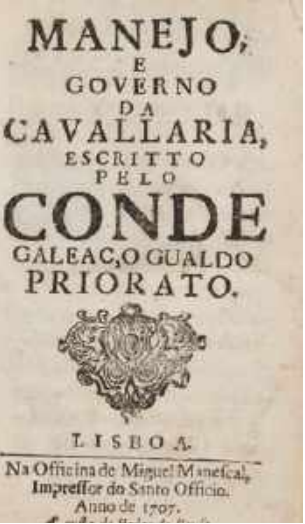 MANEJO,
E
GOVERNO
DA
CAVALLARIA,
ESCRITTO
PELO
CONDE
GALEAC,O GUALDO
PRIORATO.
LISBOA.
Na Officina de Miguel Manescal,
Impressor do Santo Officio.
Anno de 1707.